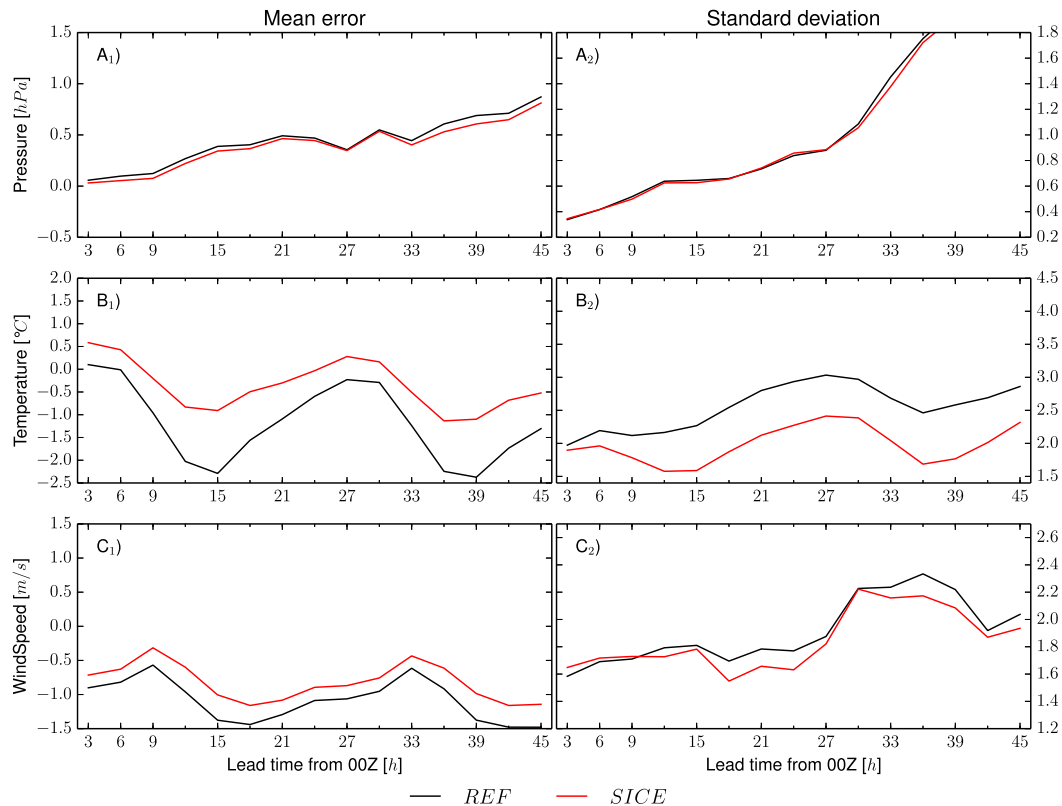 Mean error
Standard deviation
A1)
Pressure [hPa]
1.5
1.0
0.5
0.0
−0.5
3 6 9 15 21 27 33 39 45
A2)
1.8
1.6
1.4
1.2
1.0
0.8
0.6
0.4
0.2
3 6 9 15 21 27 33 39 45
B1)
Temperature [°C]
2.0
1.5
1.0
0.5
0.0
−0.5
−1.0
−1.5
−2.0
−2.5
3 6 9 15 21 27 33 39 45
B2)
4.5
4.0
3.5
3.0
2.5
2.0
1.5
3 6 9 15 21 27 33 39 45
C1)
WindSpeed [m/s]
1.5
1.0
0.5
0.0
−0.5
−1.0
−1.5
3 6 9 15 21 27 33 39 45
Lead time from 00Z [h]
C2)
2.6
2.4
2.2
2.0
1.8
1.6
1.4
1.2
3 6 9 15 21 27 33 39 45
Lead time from 00Z [h]
REF
SICE